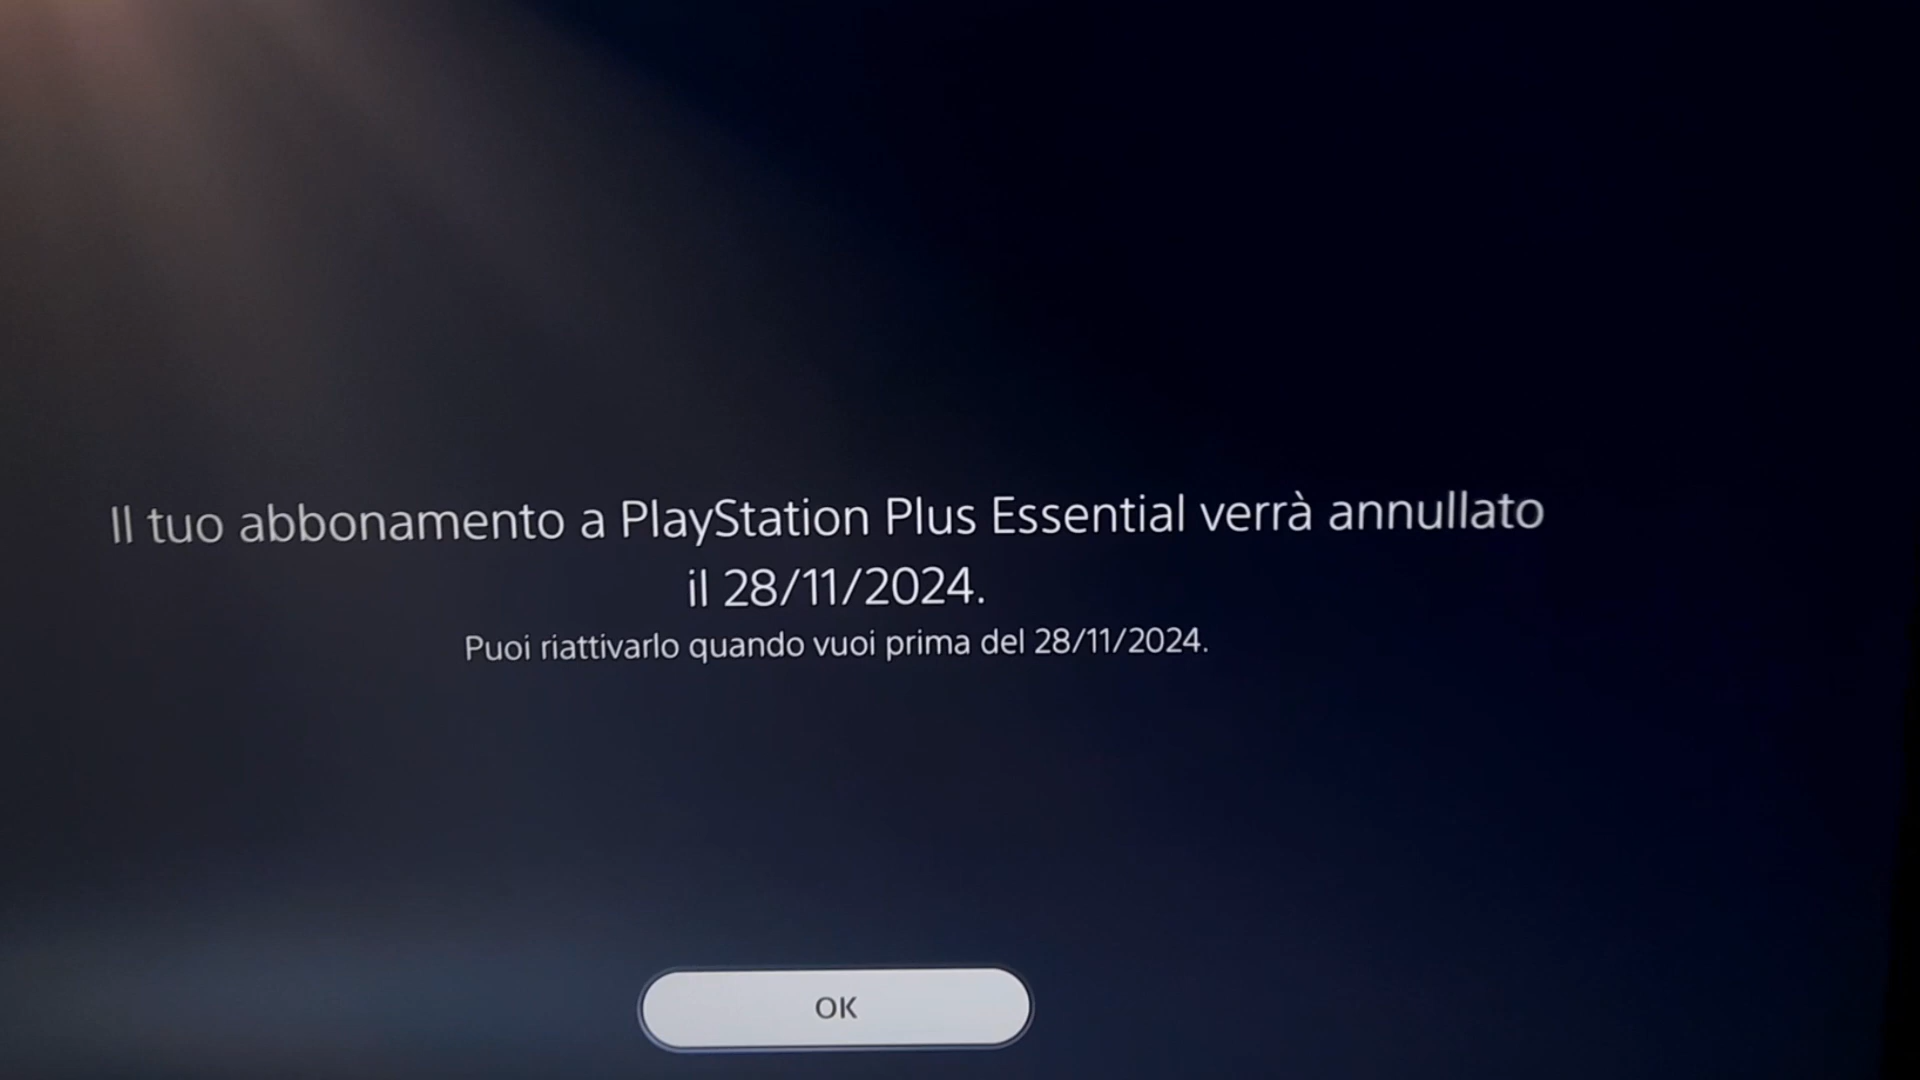 Il tuo abbonamento a PlayStation Plus Essential verrà annullato
il 28/11/2024.
Puoi riattivarlo quando vuoi prima del 28/11/2024.
OK